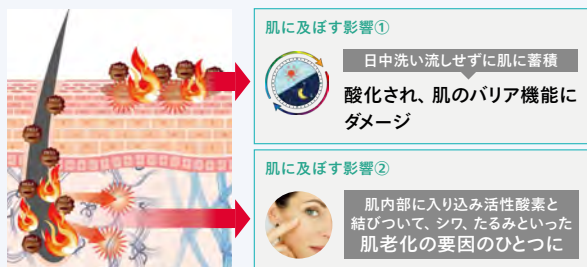 肌に及ぼす影響①
日中洗い流しせずに肌に蓄積
酸化され、肌のバリア機能に
ダメージ
肌に及ぼす影響②
肌内部に入り込み活性酸素と
結びついて、シワ、たるみといった
肌老化の要因のひとつに